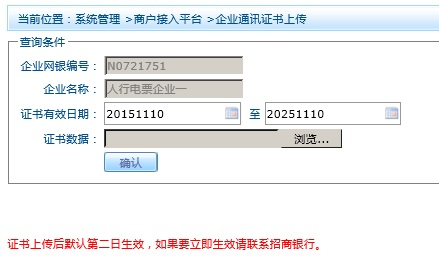 当前位置：系统管理 >商户接入平台 >企业通讯证书上传
查询条件
企业网银编号： N0721751
企业名称： 人行电票企业一
证书有效日期： 20151110 至 20251110
证书数据： 浏览...
确认
证书上传后默认第二日生效，如果要立即生效请联系招商银行。